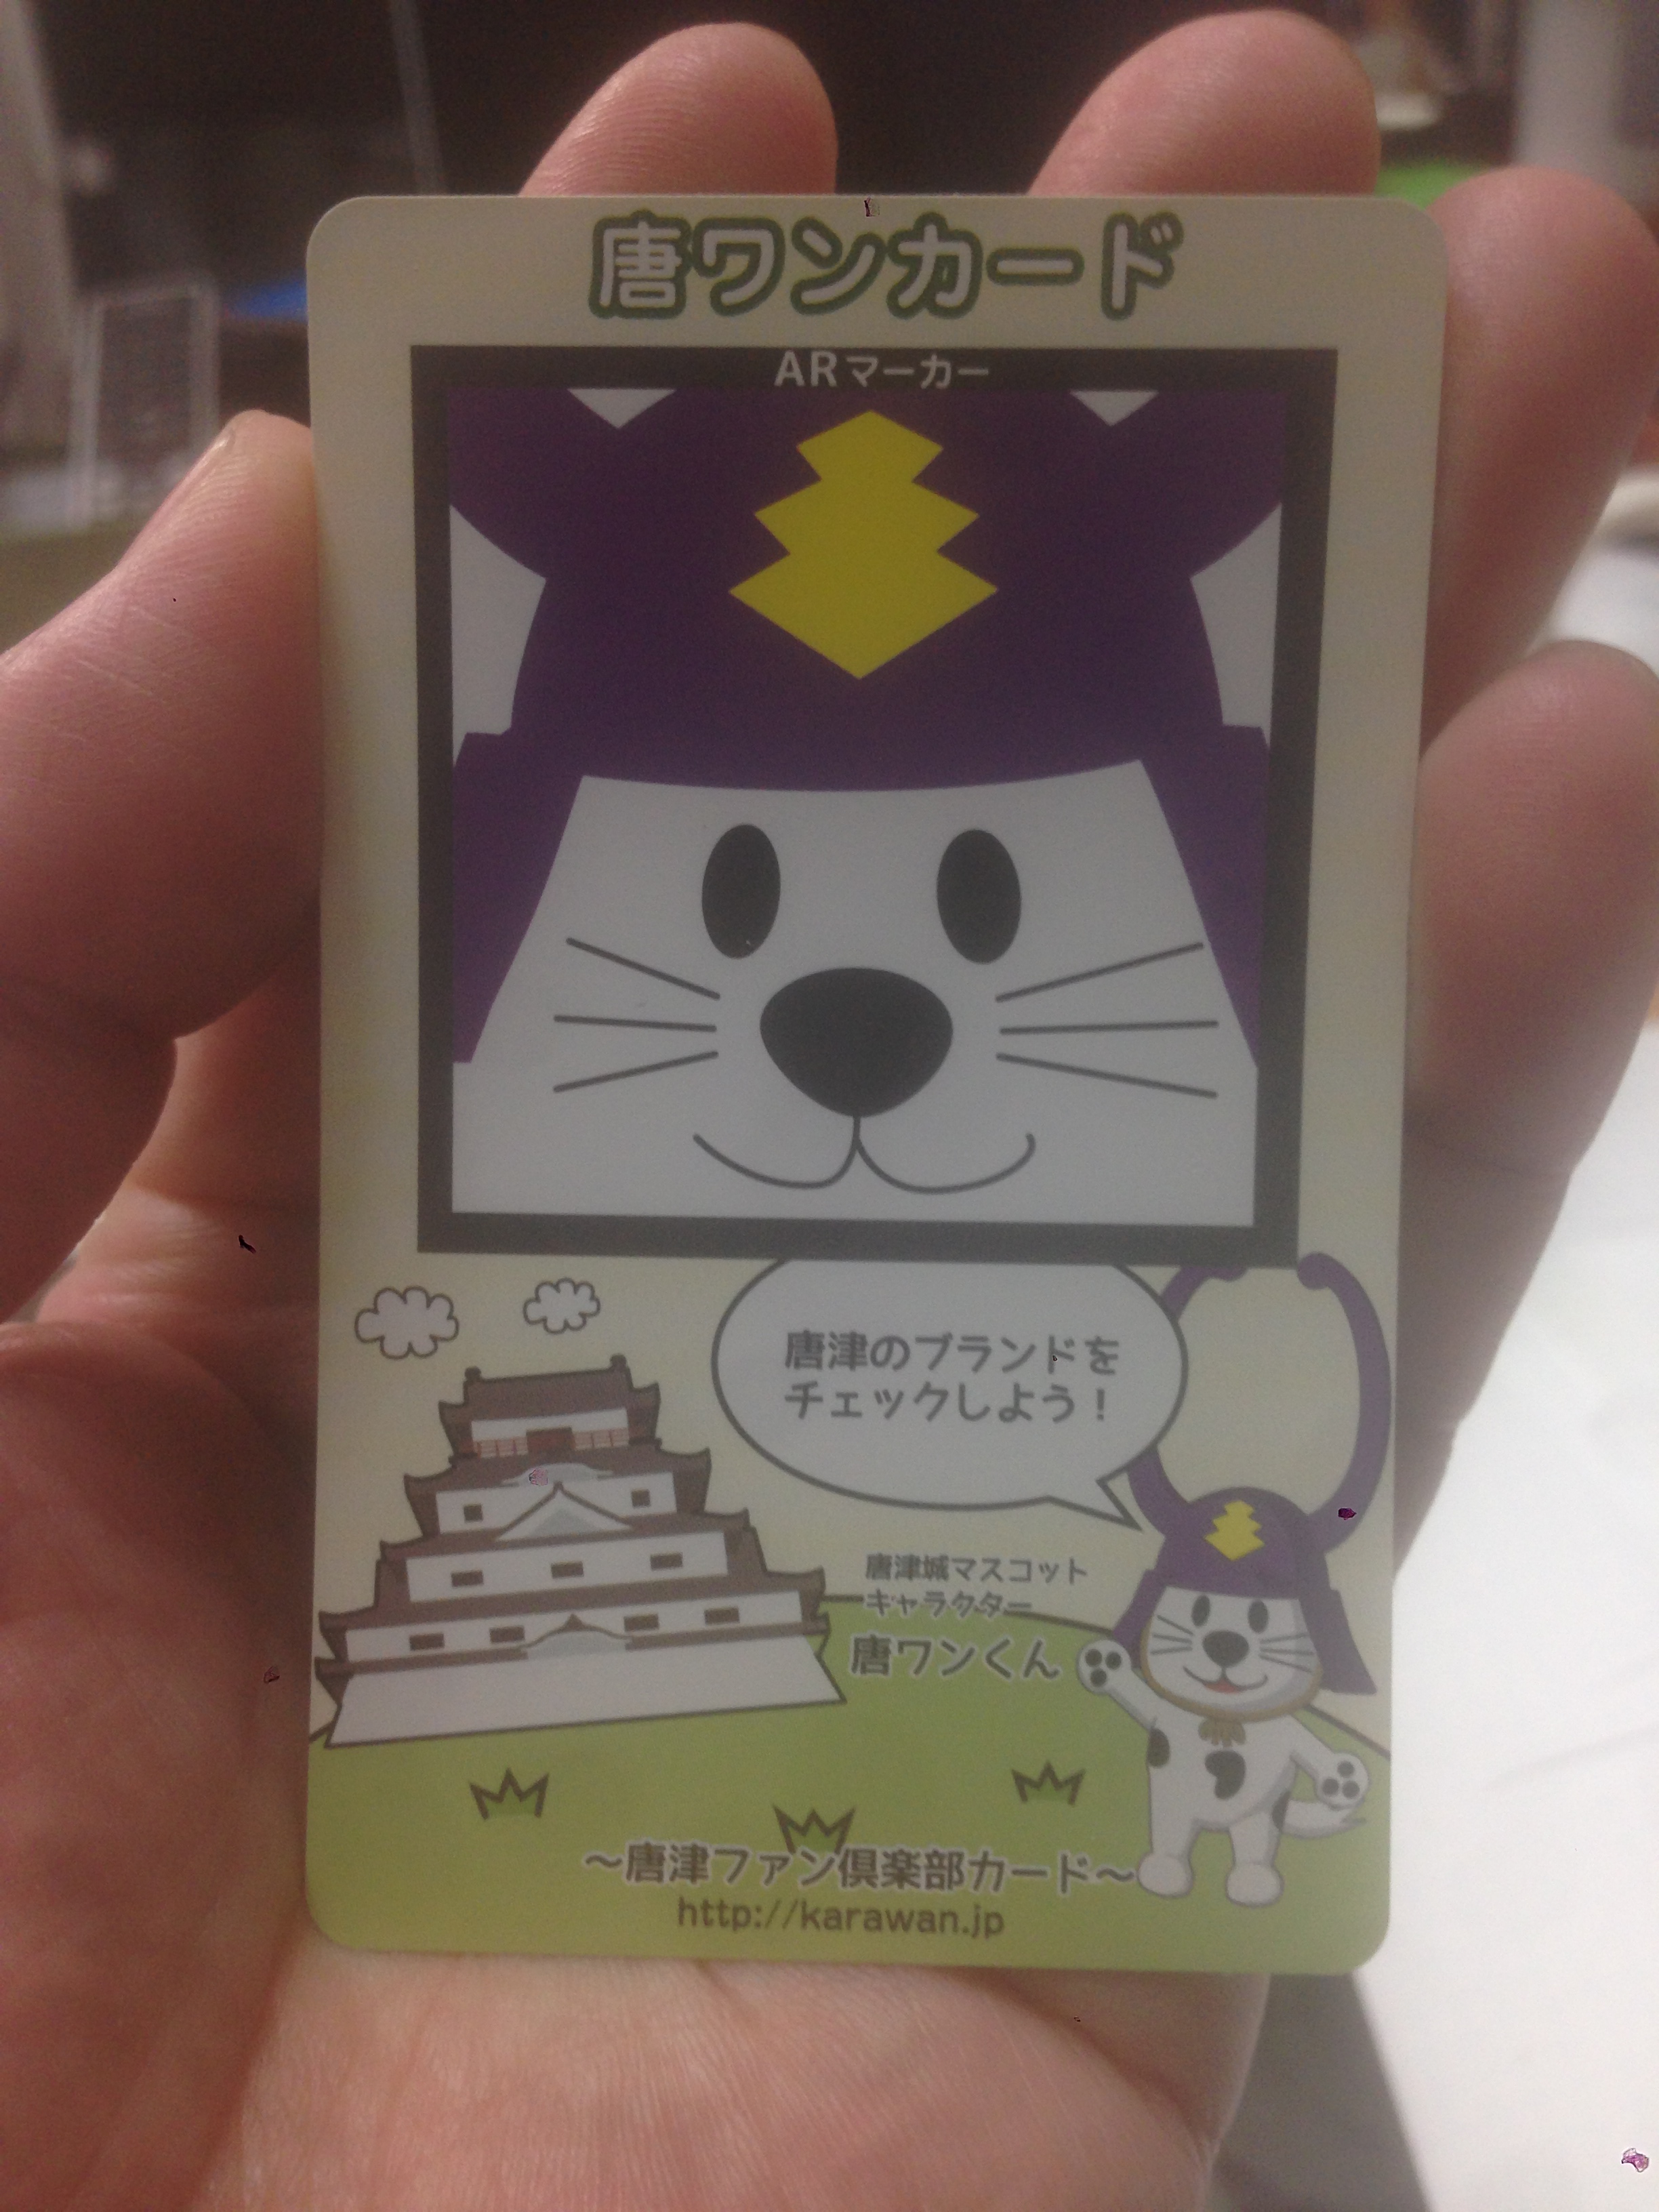 唐ワンカード
ARマーカー
唐津のブランドを
チェックしよう！
唐津城マスコット
キャラクター
唐ワンくん
～唐津ファン倶楽部カード～
http://karawan.jp